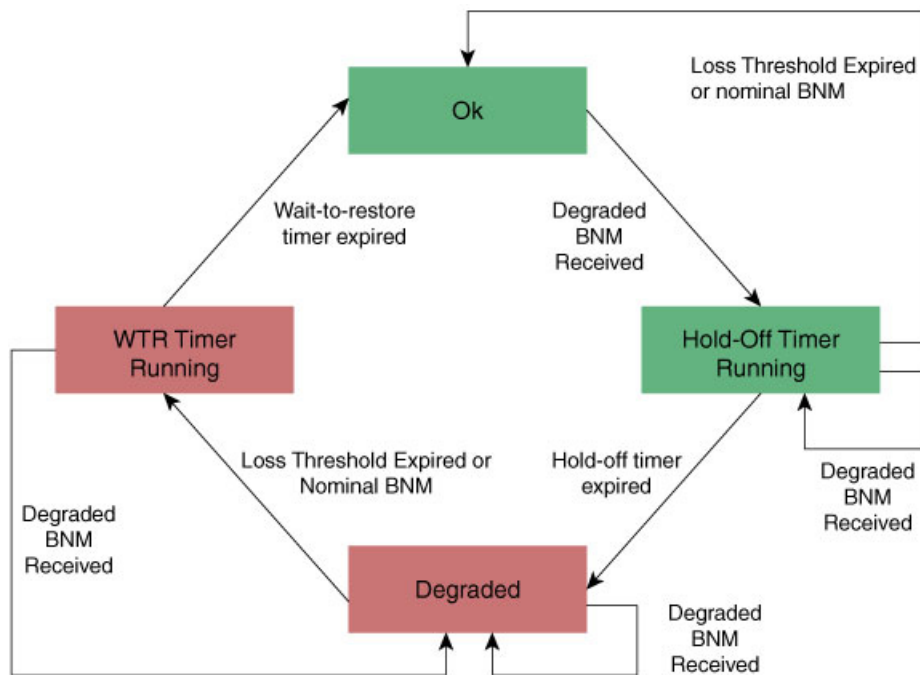 Loss Threshold Expired
or nominal BNM
Ok
Wait-to-restore
timer expired
Degraded
BNM
Received
WTR Timer
Running
Hold-Off Timer
Running
Loss Threshold Expired or
Nominal BNM
Hold-off timer
expired
Degraded
BNM
Received
Degraded
BNM
Received
Degraded
Degraded
BNM
Received